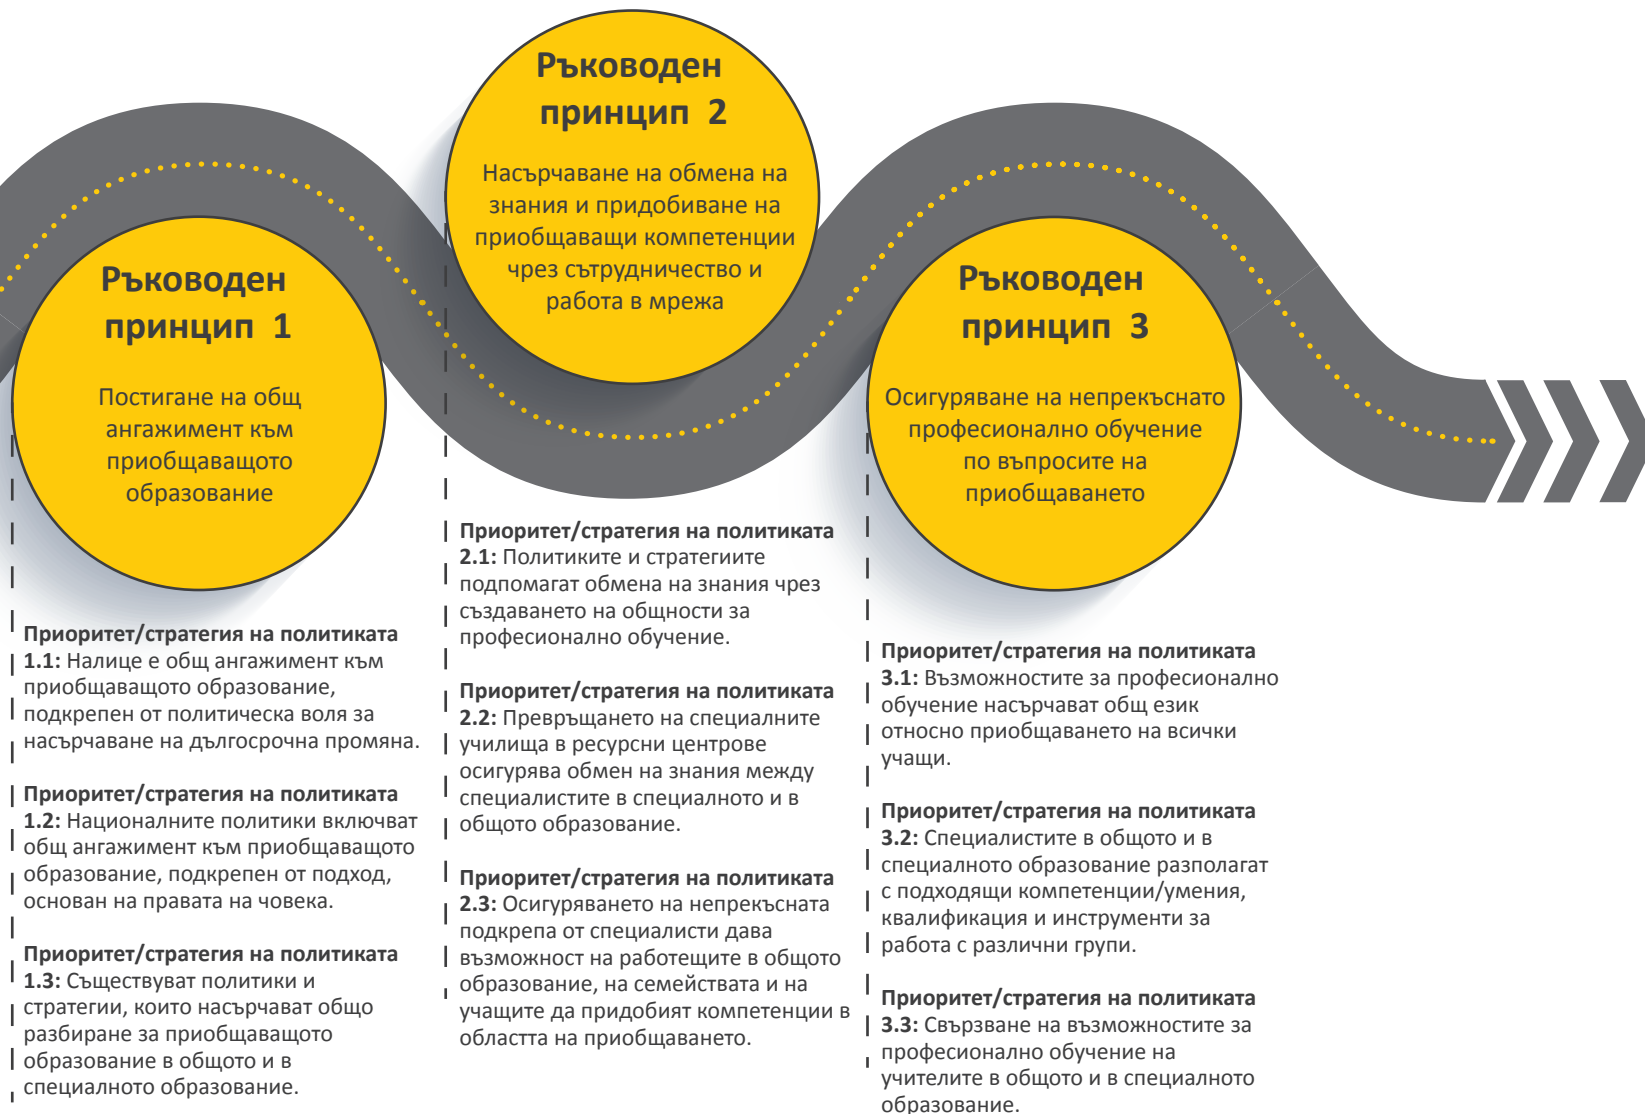 Ръководен
принцип 1
Постигане на общ
ангажимент към
приобщаващото
образование
Приоритет/стратегия на политиката
1.1: Налице е общ ангажимент към
приобщаващото образование,
подкрепен от политическа воля за
насърчаване на дългосрочна промяна.
Приоритет/стратегия на политиката
1.2: Националните политики включват
общ ангажимент към приобщаващото
образование, подкрепен от подход,
основан на правата на човека.
Приоритет/стратегия на политиката
1.3: Съществуват политики и
стратегии, които насърчават общо
разбиране за приобщаващото
образование в общото и в
специалното образование.
Ръководен
принцип 2
Насърчаване на обмена на
знания и придобиване на
приобщаващи компетенции
чрез сътрудничество и
работа в мрежа
Приоритет/стратегия на политиката
2.1: Политиките и стратегиите
подпомагат обмена на знания чрез
създаването на общности за
професионално обучение.
Приоритет/стратегия на политиката
2.2: Превръщането на специалните
училища в ресурсни центрове
осигурява обмен на знания между
специалистите в специалното и в
общото образование.
Приоритет/стратегия на политиката
2.3: Осигуряването на непрекъсната
подкрепа от специалисти дава
възможност на работещите в общото
образование, на семействата и на
учащите да придобият компетенции в
областта на приобщаването.
Ръководен
принцип 3
Осигуряване на непрекъснато
професионално обучение
по въпросите на
приобщаването
Приоритет/стратегия на политиката
3.1: Възможностите за професионално
обучение насърчават общ език
относно приобщаването на всички
учащи.
Приоритет/стратегия на политиката
3.2: Специалистите в общото и в
специалното образование разполагат
с подходящи компетенции/умения,
квалификация и инструменти за
работа с различни групи.
Приоритет/стратегия на политиката
3.3: Свързване на възможностите за
професионално обучение на
учителите в общото и в специалното
образование.